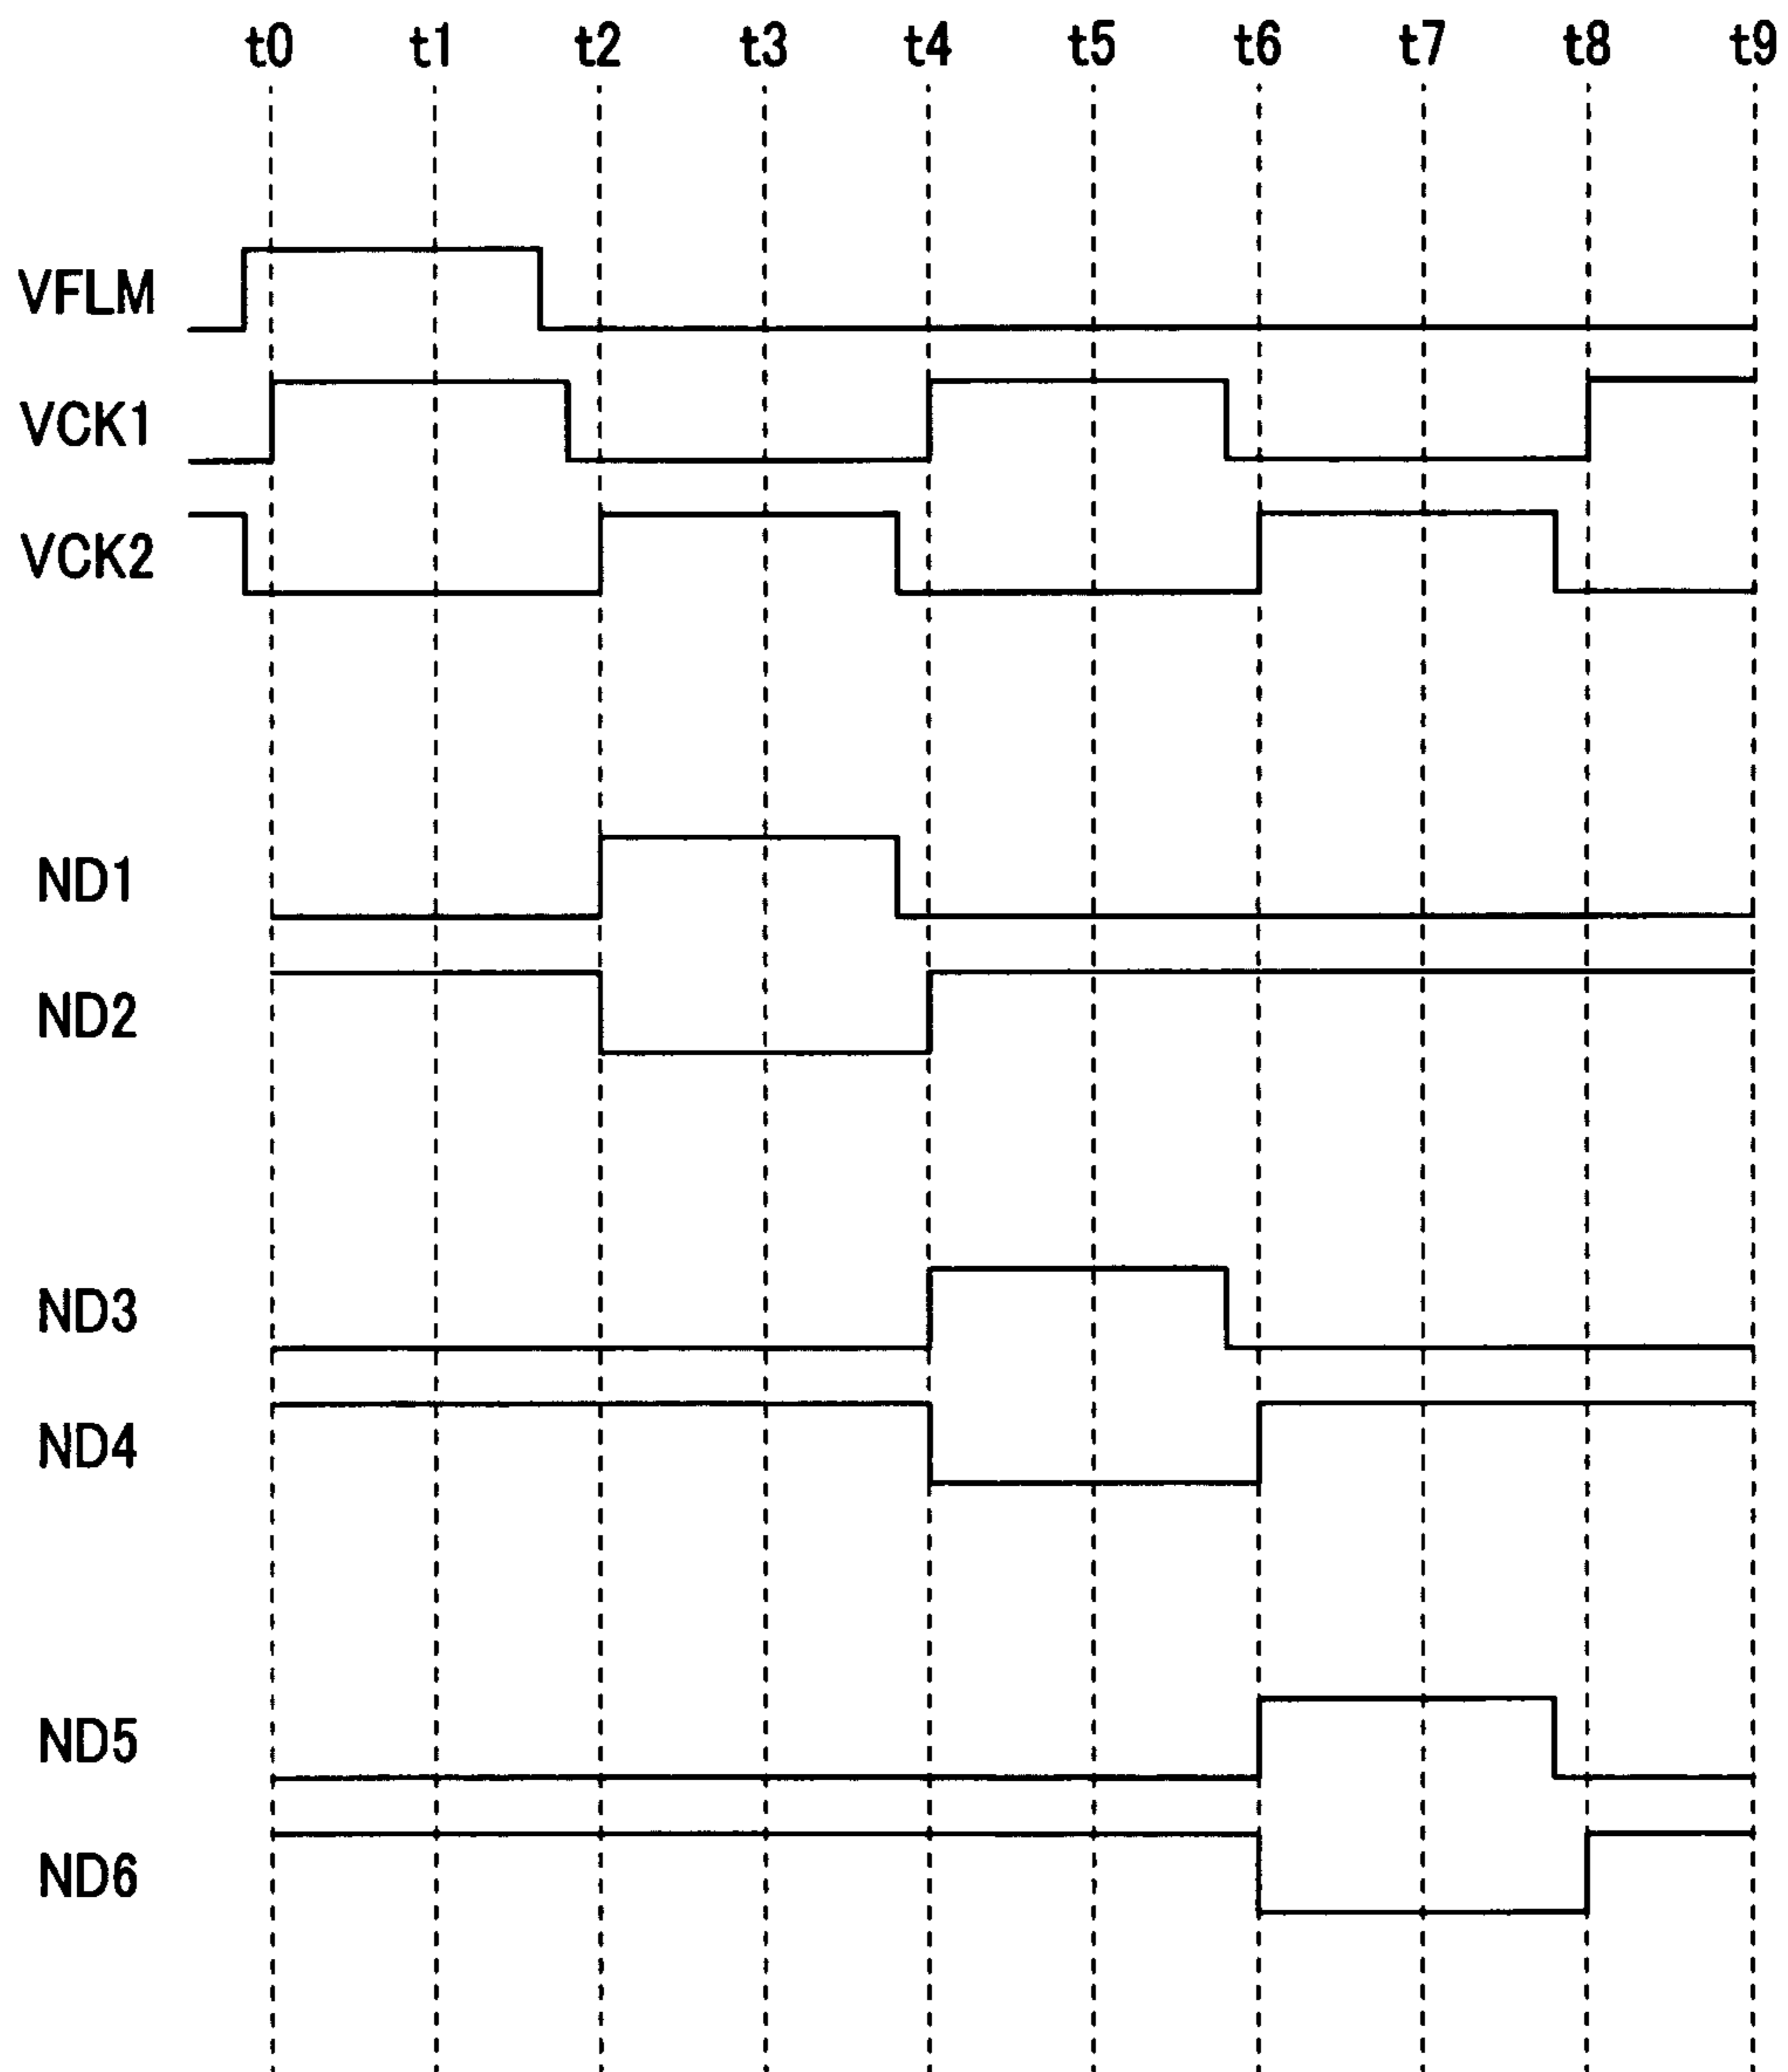 t0 t1 t2 t3 t4 t5 t6 t7 t8 t9
VFLM
VCK1
VCK2
ND1
ND2
ND3
ND4
ND5
ND6